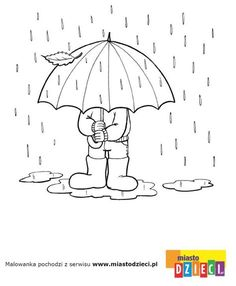 miasto
DZIECI.
Malowanka pochodzi z serwisu www.miastodzieci.pl